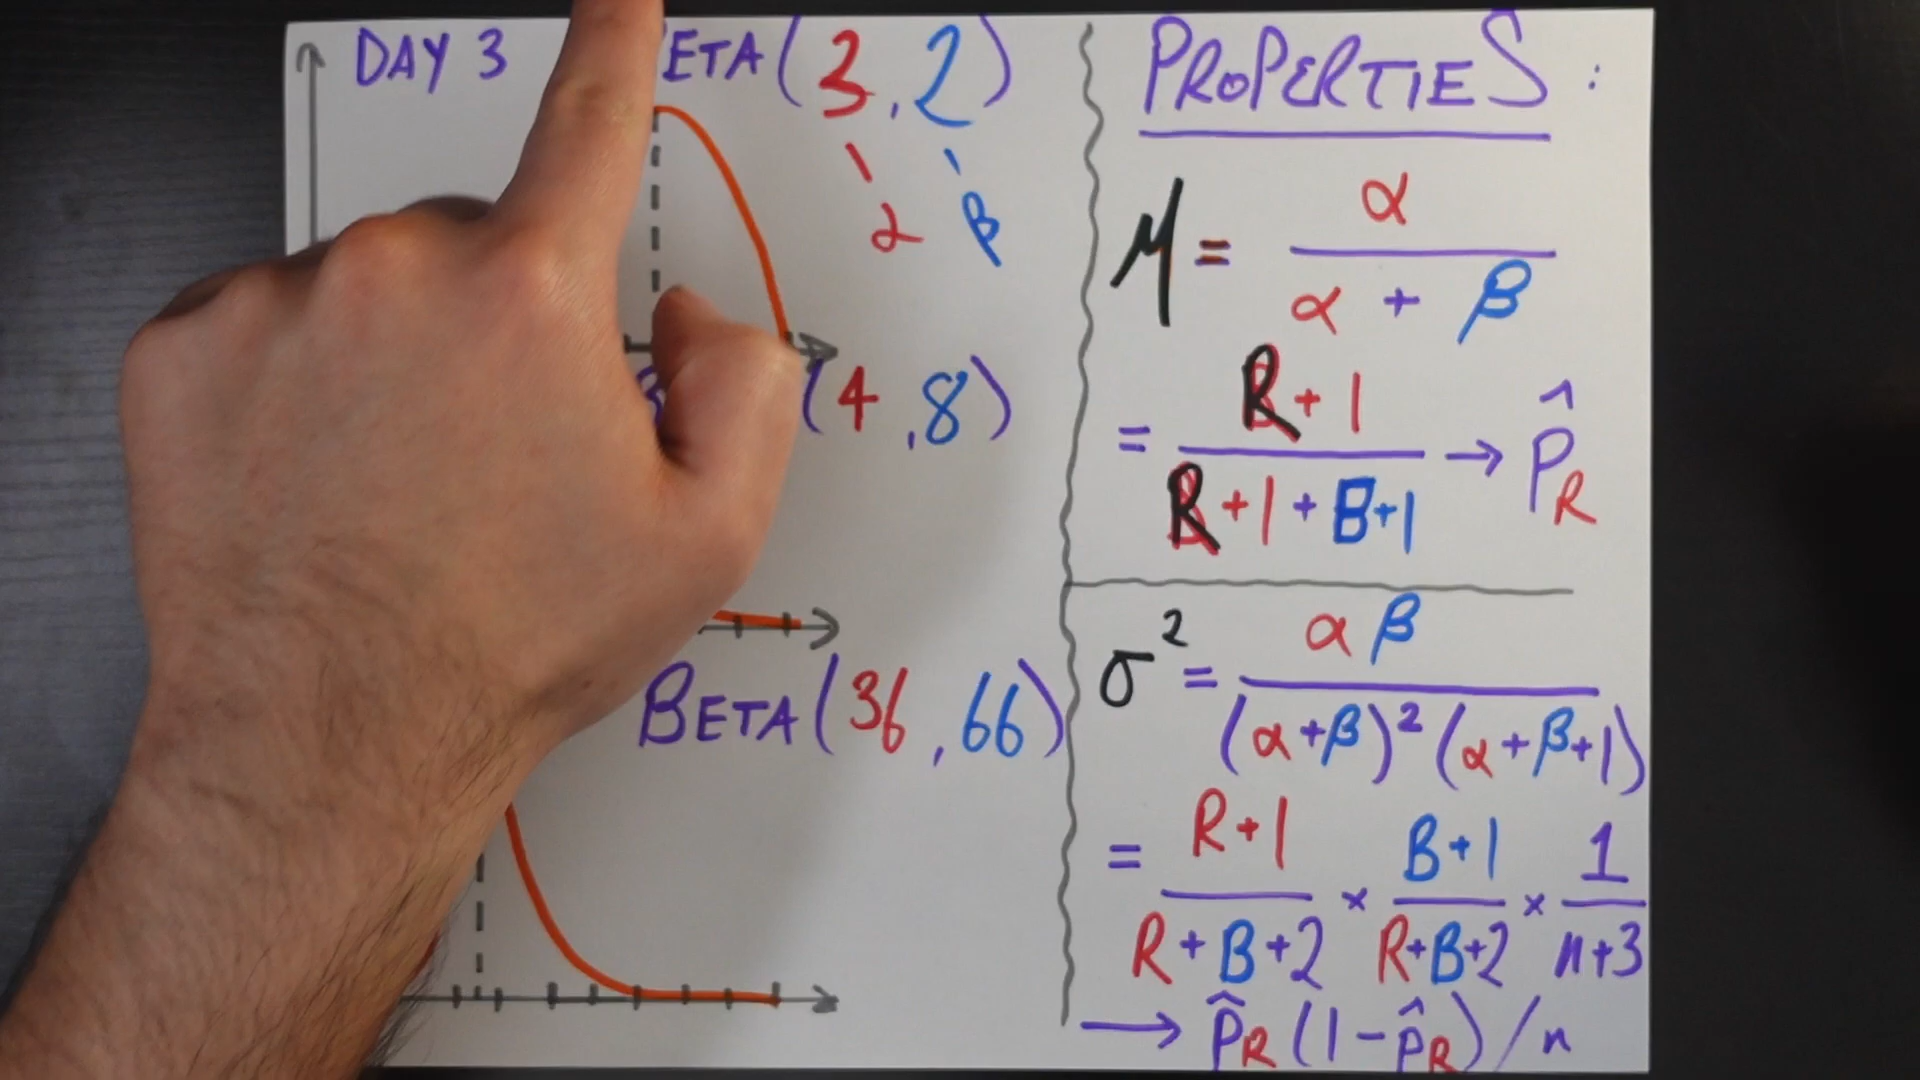 DAY 3
ETA(3,2)
α β
(4,8)
BETA(36,66)
PROPERTIES:
μ = α / α + β
= R+1 / R+1+B+1 → p̂R
σ² = αβ / (α+β)²(α+β+1)
= R+1 / R+B+2 × B+1 / R+B+2 × 1 / n+3
→ p̂R(1-p̂R)/n